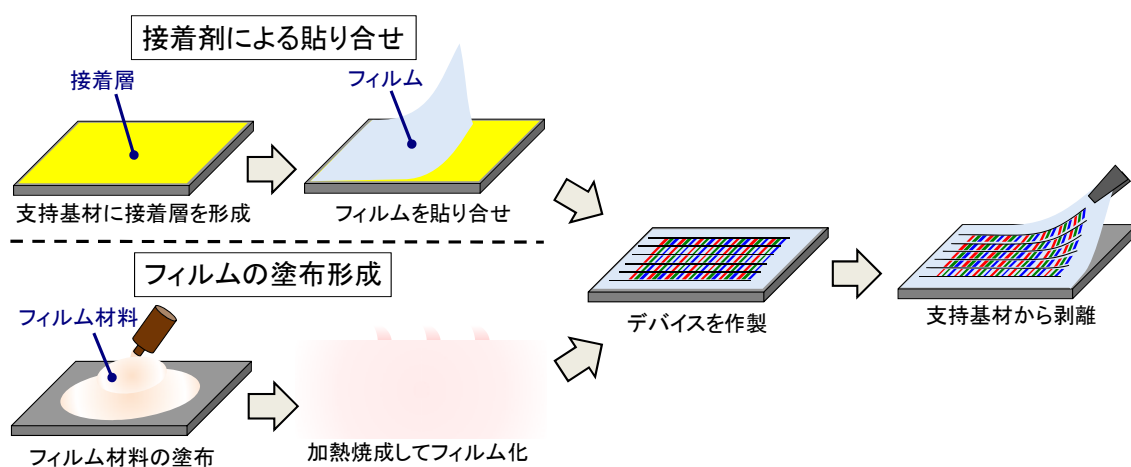 接着剤による貼り合せ
接着層
フィルム
支持基材に接着層を形成
フィルムを貼り合せ
フィルムの塗布形成
フィルム材料
フィルム材料の塗布
加熱焼成してフィルム化
デバイスを作製
支持基材から剥離